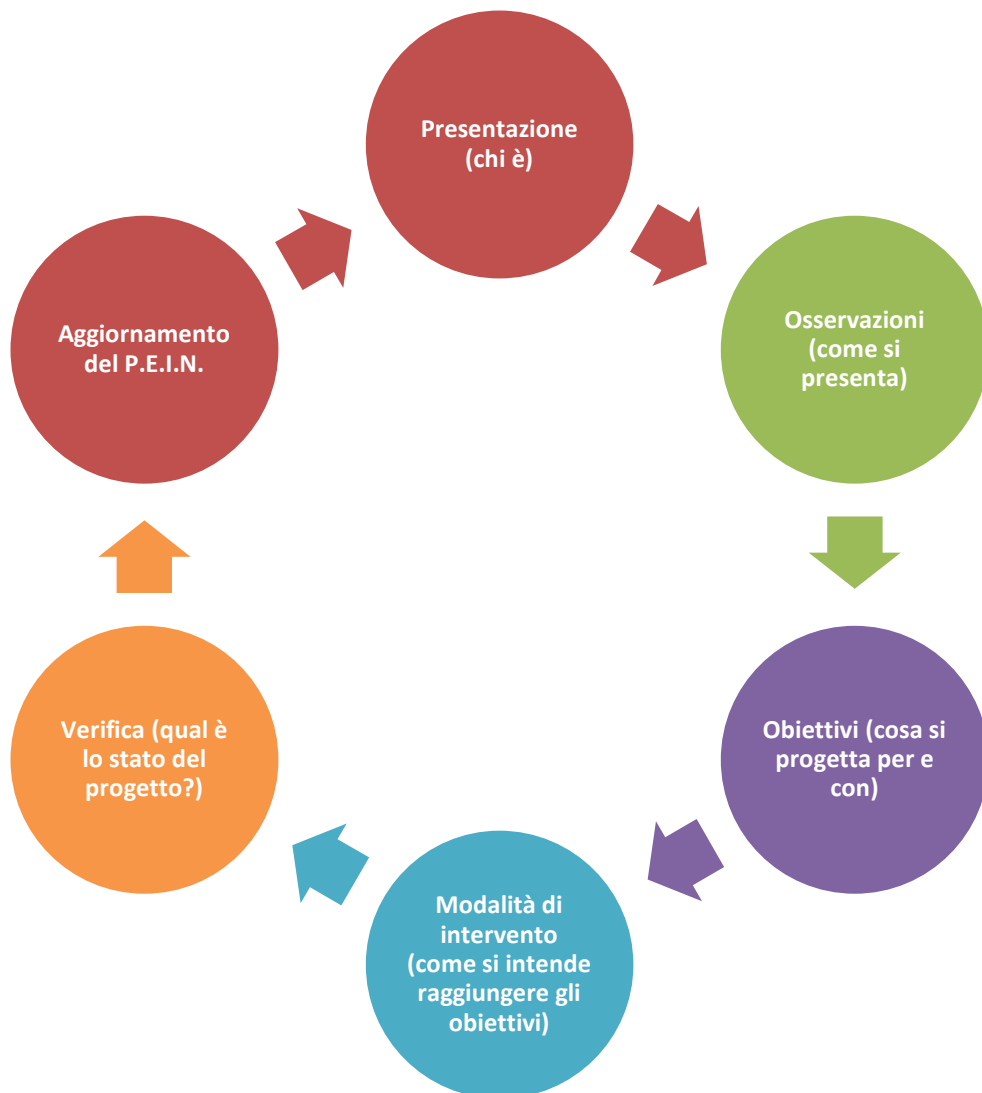 Presentazione
(chi è)
Osservazioni
(come si
presenta)
Obiettivi (cosa si
progetta per e
con)
Modalità di
intervento
(come si intende
raggiungere gli
obiettivi)
Verifica (qual è
lo stato del
progetto?)
Aggiornamento
del P.E.I.N.